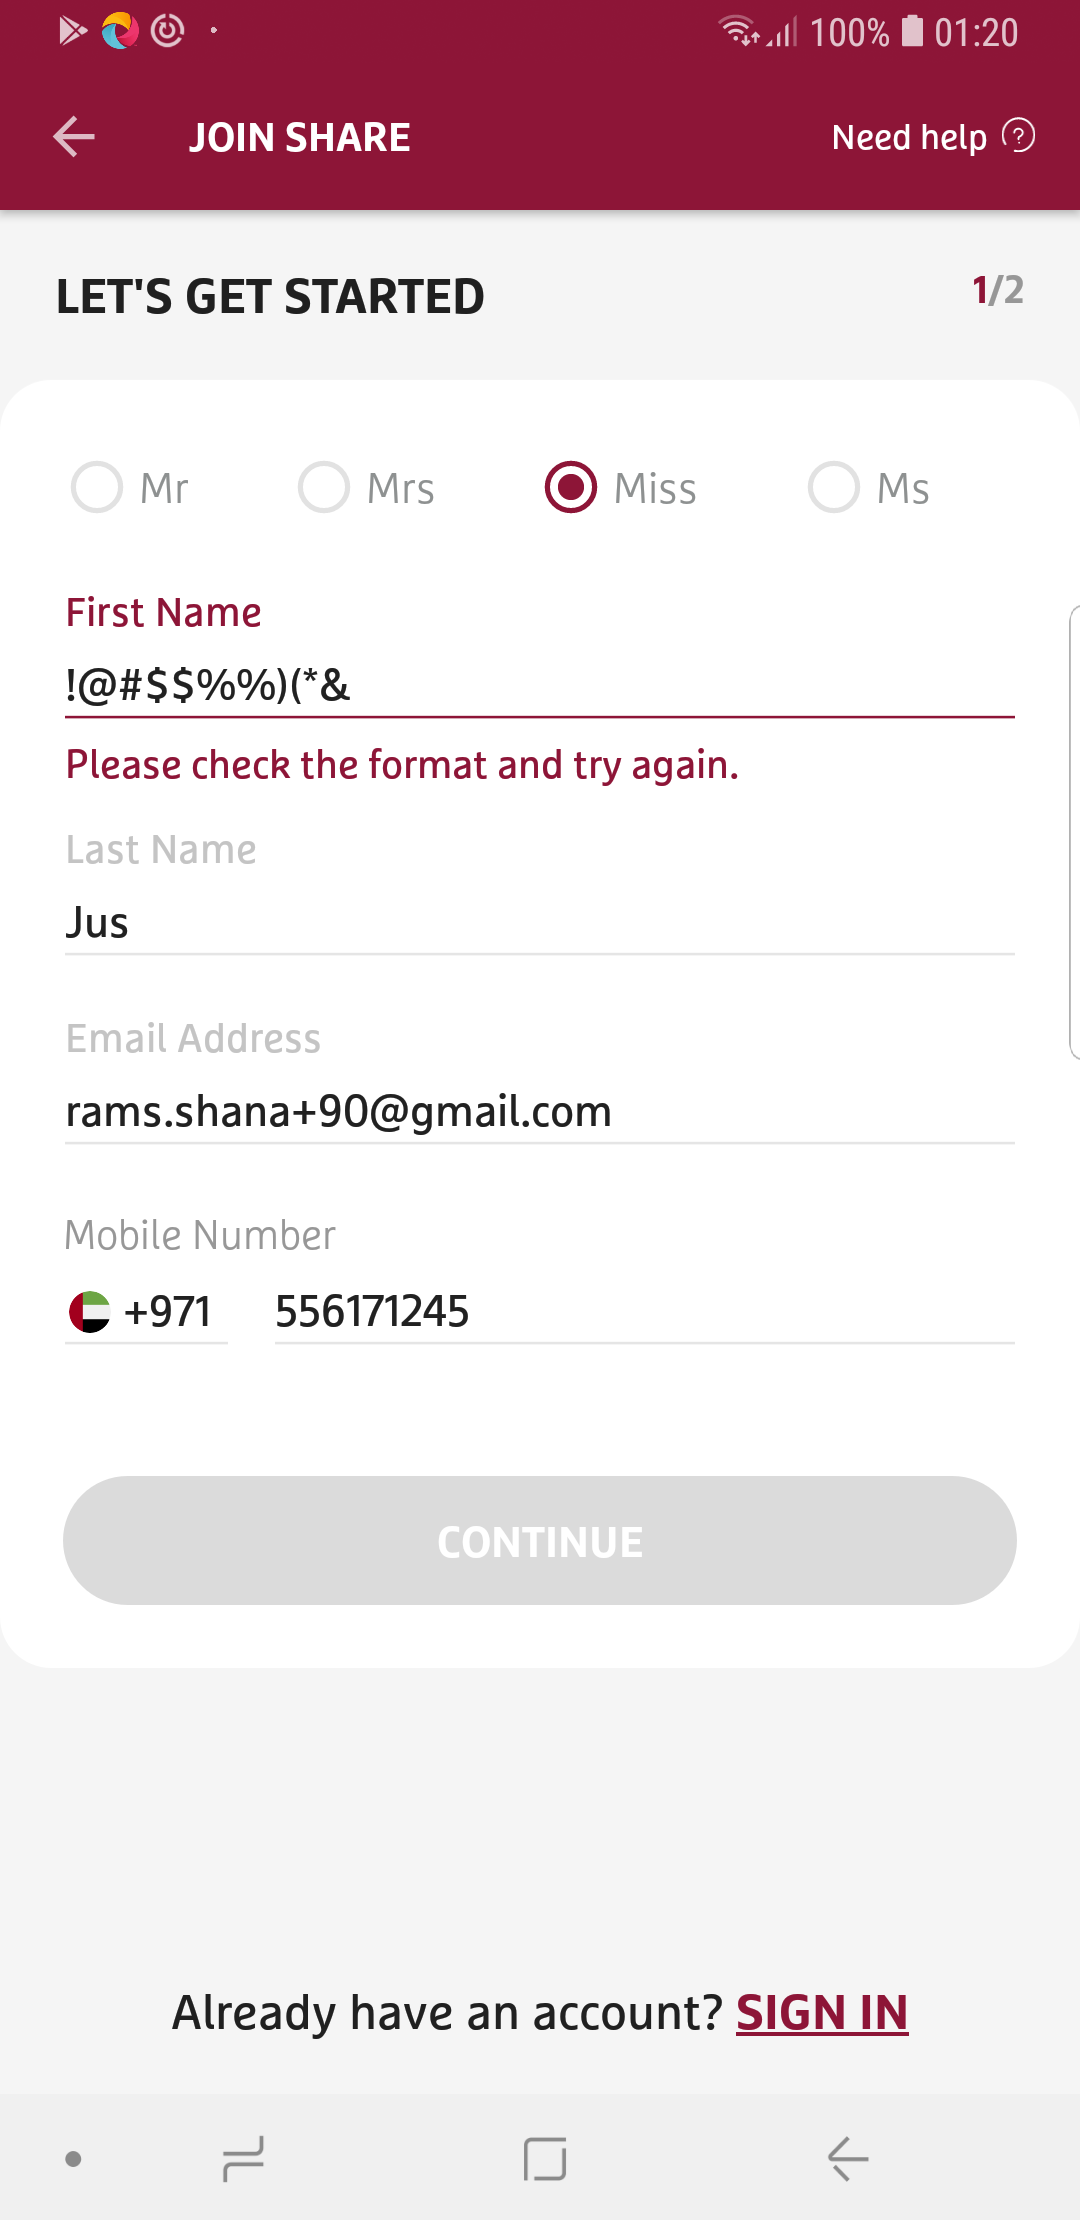 100% 01:20
JOIN SHARE Need help ?
LET'S GET STARTED 1/2
Mr Mrs Miss Ms
First Name
!@#$$%%)(*&
Please check the format and try again.
Last Name
Jus
Email Address
rams.shana+90@gmail.com
Mobile Number
+971 556171245
CONTINUE
Already have an account? SIGN IN